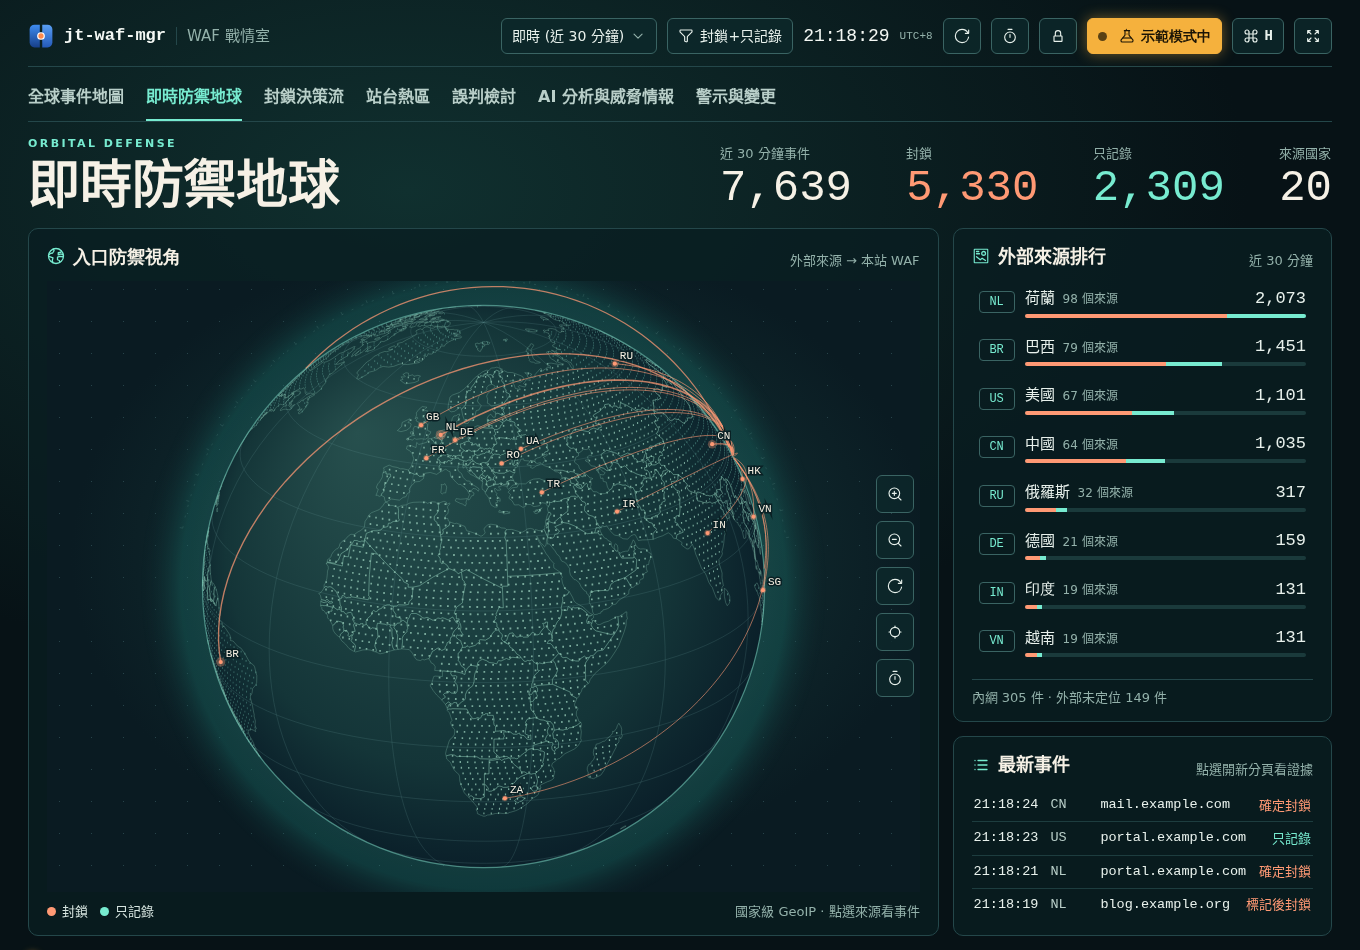 jt-waf-mgr
WAF 戰情室
即時 (近 30 分鐘)
封鎖+只記錄
21:18:29 UTC+8
示範模式中
⌘ H
全球事件地圖 即時防禦地球 封鎖決策流 站台熱區 誤判檢討 AI 分析與威脅情報 警示與變更
ORBITAL DEFENSE
即時防禦地球
近 30 分鐘事件
7,639
封鎖
5,330
只記錄
2,309
來源國家
20
入口防禦視角
外部來源 → 本站 WAF
RU
GB
NL
DE
CN
UA
FR
RO
HK
TR
IR
VN
IN
SG
BR
ZA
封鎖 只記錄
國家級 GeoIP · 點選來源看事件
外部來源排行
近 30 分鐘
NL 荷蘭 98 個來源 2,073
BR 巴西 79 個來源 1,451
US 美國 67 個來源 1,101
CN 中國 64 個來源 1,035
RU 俄羅斯 32 個來源 317
DE 德國 21 個來源 159
IN 印度 19 個來源 131
VN 越南 19 個來源 131
內網 305 件 · 外部未定位 149 件
最新事件
點選開新分頁看證據
21:18:24 CN mail.example.com 確定封鎖
21:18:23 US portal.example.com 只記錄
21:18:21 NL portal.example.com 確定封鎖
21:18:19 NL blog.example.org 標記後封鎖